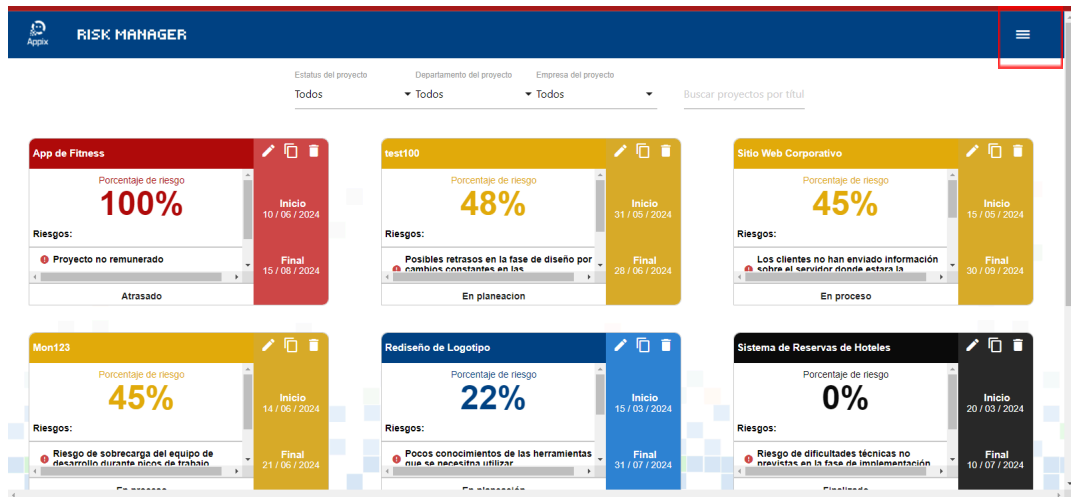 Appix
RISK MANAGER
Estatus del proyecto
Todos
Departamento del proyecto
Todos
Empresa del proyecto
Todos
Buscar proyectos por títul
App de Fitness
Porcentaje de riesgo
100%
Riesgos:
Proyecto no remunerado
Atrasado
Inicio
10 / 06 / 2024
Final
15 / 08 / 2024
test100
Porcentaje de riesgo
48%
Riesgos:
Posibles retrasos en la fase de diseño por
cambios constantes en las
En planeacion
Inicio
31 / 05 / 2024
Final
28 / 06 / 2024
Sitio Web Corporativo
Porcentaje de riesgo
45%
Riesgos:
Los clientes no han enviado información
sobre el servidor donde estara la
En proceso
Inicio
15 / 05 / 2024
Final
30 / 09 / 2024
Mon123
Porcentaje de riesgo
45%
Riesgos:
Riesgo de sobrecarga del equipo de
desarrollo durante picos de trabajo
En proceso
Inicio
14 / 06 / 2024
Final
21 / 06 / 2024
Rediseño de Logotipo
Porcentaje de riesgo
22%
Riesgos:
Pocos conocimientos de las herramientas
que se necesitna utilizar
En planeación
Inicio
15 / 03 / 2024
Final
31 / 07 / 2024
Sistema de Reservas de Hoteles
Porcentaje de riesgo
0%
Riesgos:
Riesgo de dificultades técnicas no
previstas en la fase de implementación
Finalizado
Inicio
20 / 03 / 2024
Final
10 / 07 / 2024